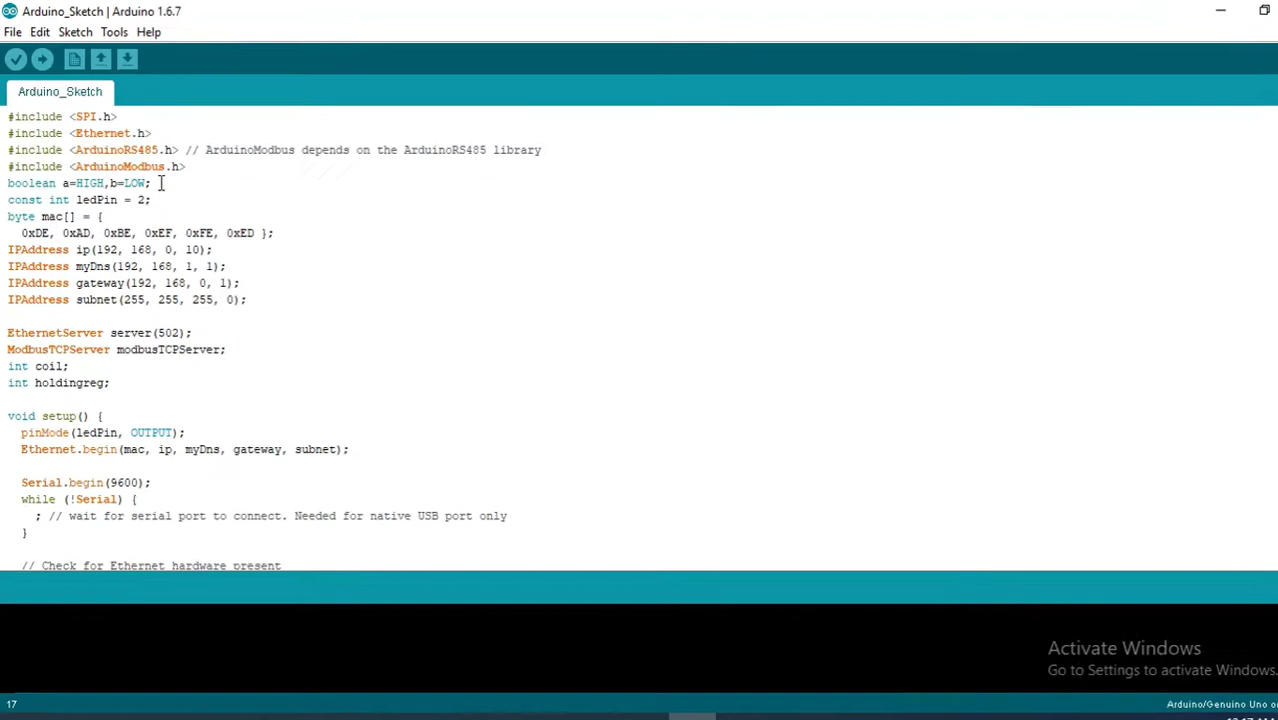 Arduino_Sketch | Arduino 1.6.7
File Edit Sketch Tools Help
Arduino_Sketch
#include <SPI.h>
#include <Ethernet.h>
#include <ArduinoRS485.h> // ArduinoModbus depends on the ArduinoRS485 library
#include <ArduinoModbus.h>
boolean a=HIGH,b=LOW;
const int ledPin = 2;
byte mac[] = {
0xDE, 0xAD, 0xBE, 0xEF, 0xFE, 0xED };
IPAddress ip(192, 168, 0, 10);
IPAddress myDns(192, 168, 1, 1);
IPAddress gateway(192, 168, 0, 1);
IPAddress subnet(255, 255, 255, 0);
EthernetServer server(502);
ModbusTCPServer modbusTCPServer;
int coil;
int holdingreg;
void setup() {
pinMode(ledPin, OUTPUT);
Ethernet.begin(mac, ip, myDns, gateway, subnet);
Serial.begin(9600);
while (!Serial) {
; // wait for serial port to connect. Needed for native USB port only
}
// Check for Ethernet hardware present
Activate Windows
Go to Settings to activate Windows.
17
Arduino/Genuino Uno